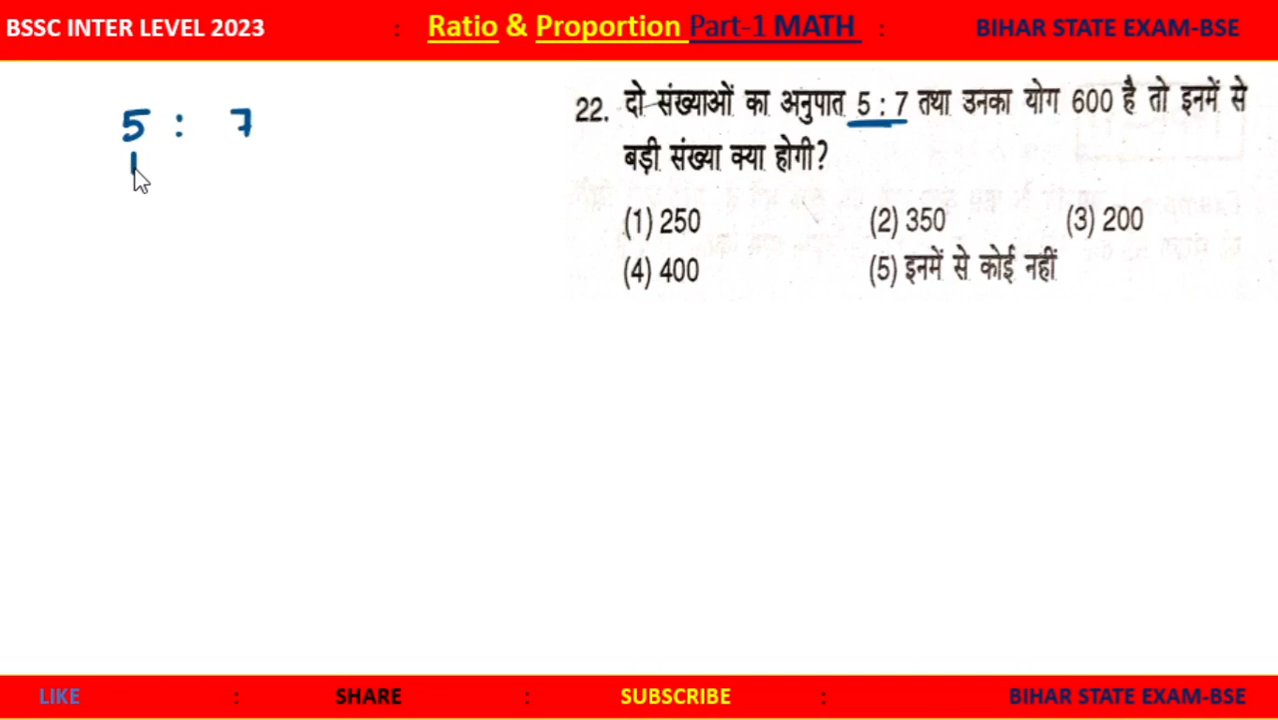 BSSC INTER LEVEL 2023 : Ratio & Proportion Part-1 MATH : BIHAR STATE EXAM-BSE
5 : 7
22. दो संख्याओं का अनुपात 5 : 7 तथा उनका योग 600 है तो इनमें से
बड़ी संख्या क्या होगी?
(1) 250 (2) 350 (3) 200
(4) 400 (5) इनमें से कोई नहीं
LIKE : SHARE : SUBSCRIBE : BIHAR STATE EXAM-BSE